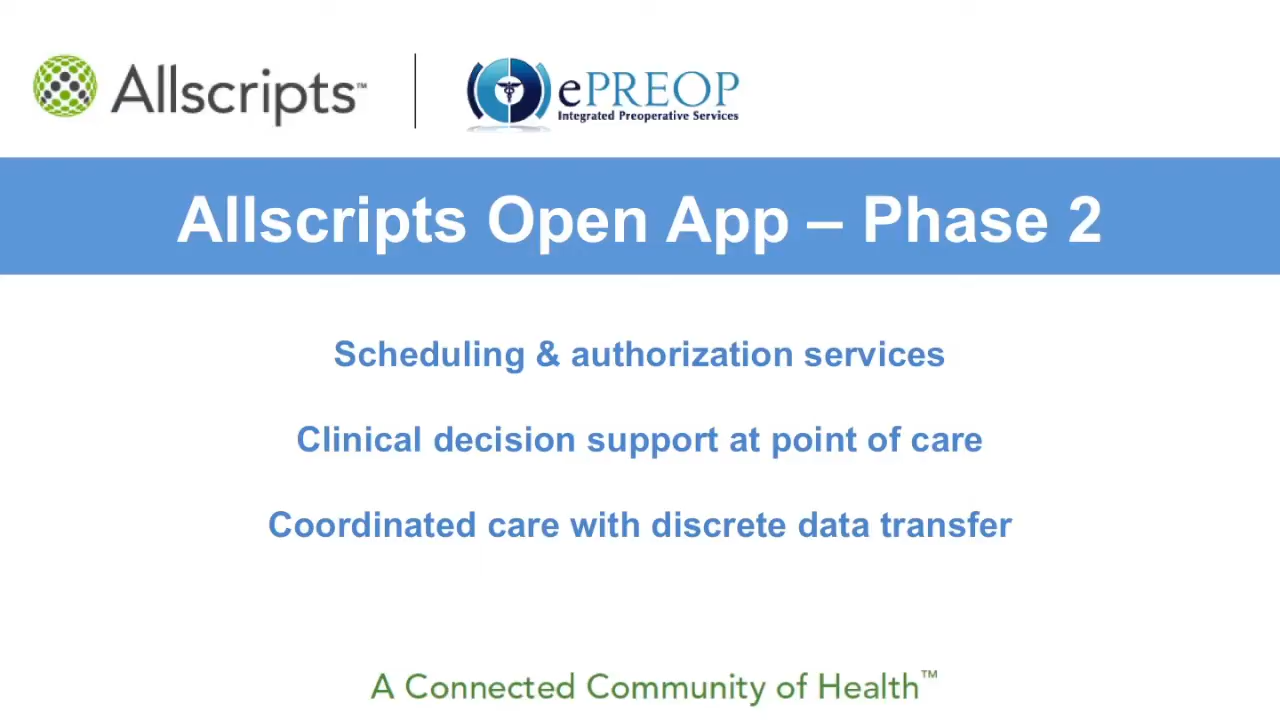 Allscripts™
ePREOP
Integrated Preoperative Services
Allscripts Open App – Phase 2
Scheduling & authorization services
Clinical decision support at point of care
Coordinated care with discrete data transfer
A Connected Community of Health™